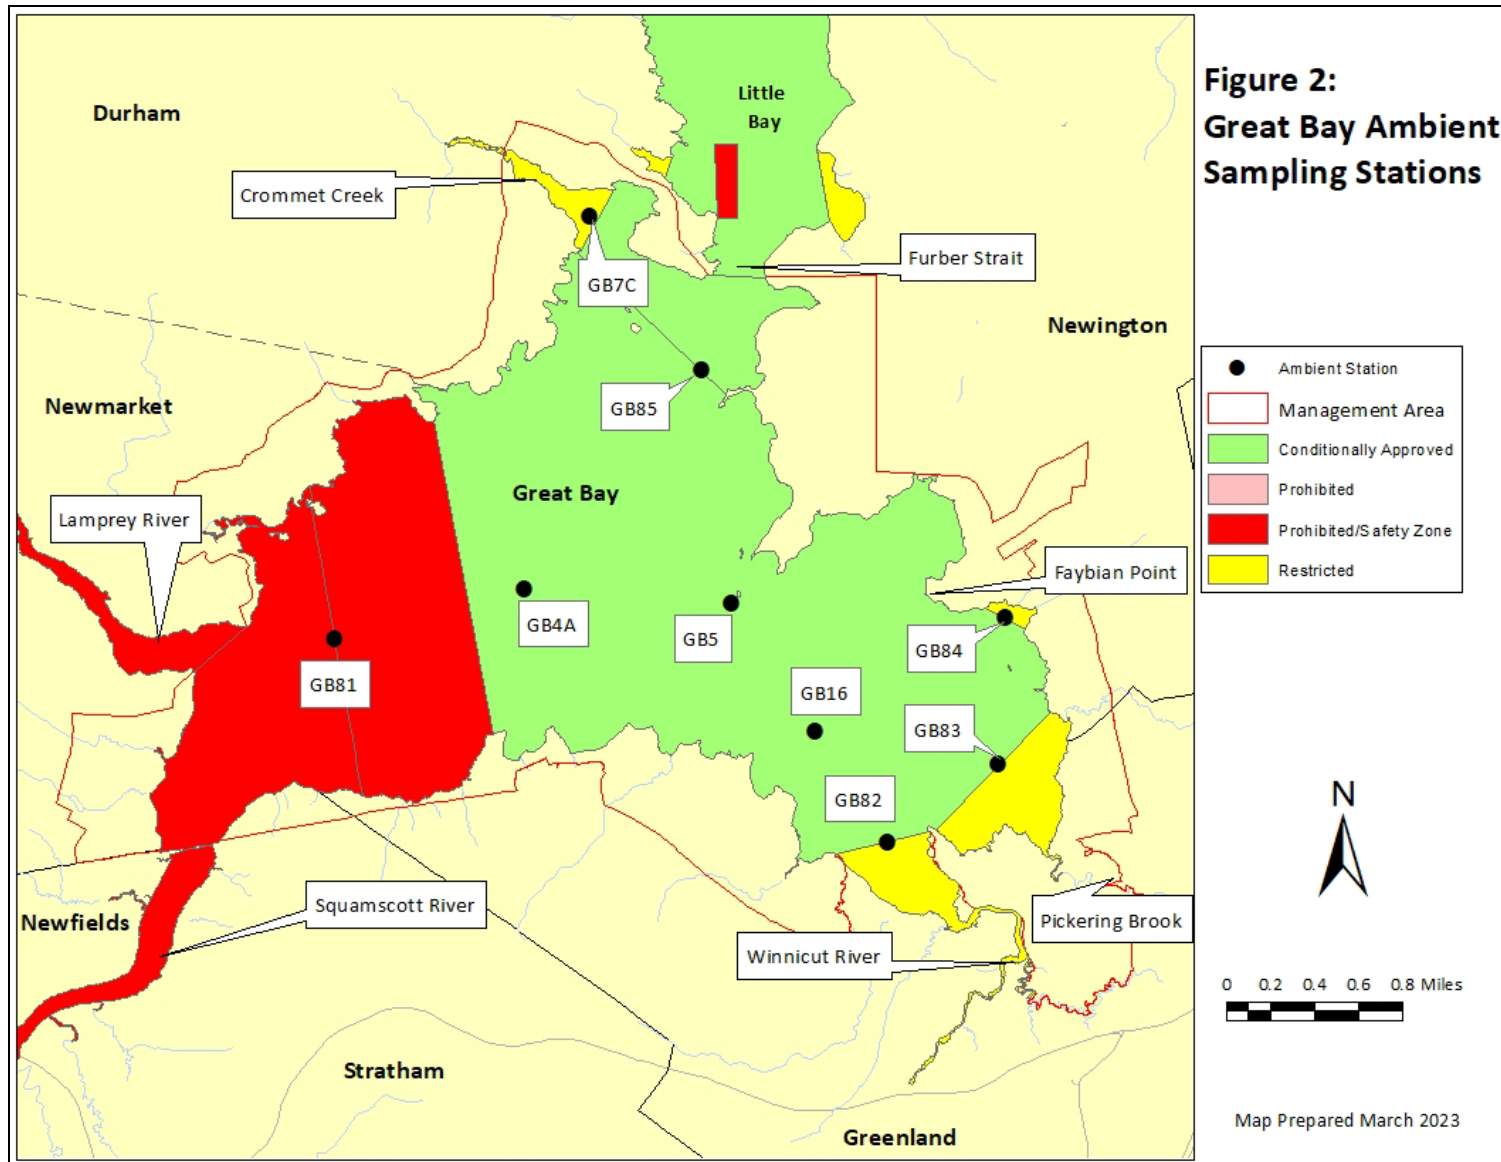 Figure 2:
Great Bay Ambient
Sampling Stations
Little
Bay
Durham
Crommet Creek
Furber Strait
GB7C
Newington
Newmarket
GB85
Great Bay
Lamprey River
Faybian Point
GB4A
GB5
GB84
GB81
GB16
GB83
GB82
Newfields
Squamscott River
Pickering Brook
Winnicut River
Stratham
Greenland
Ambient Station
Management Area
Conditionally Approved
Prohibited
Prohibited/Safety Zone
Restricted
N
0 0.2 0.4 0.6 0.8 Miles
Map Prepared March 2023